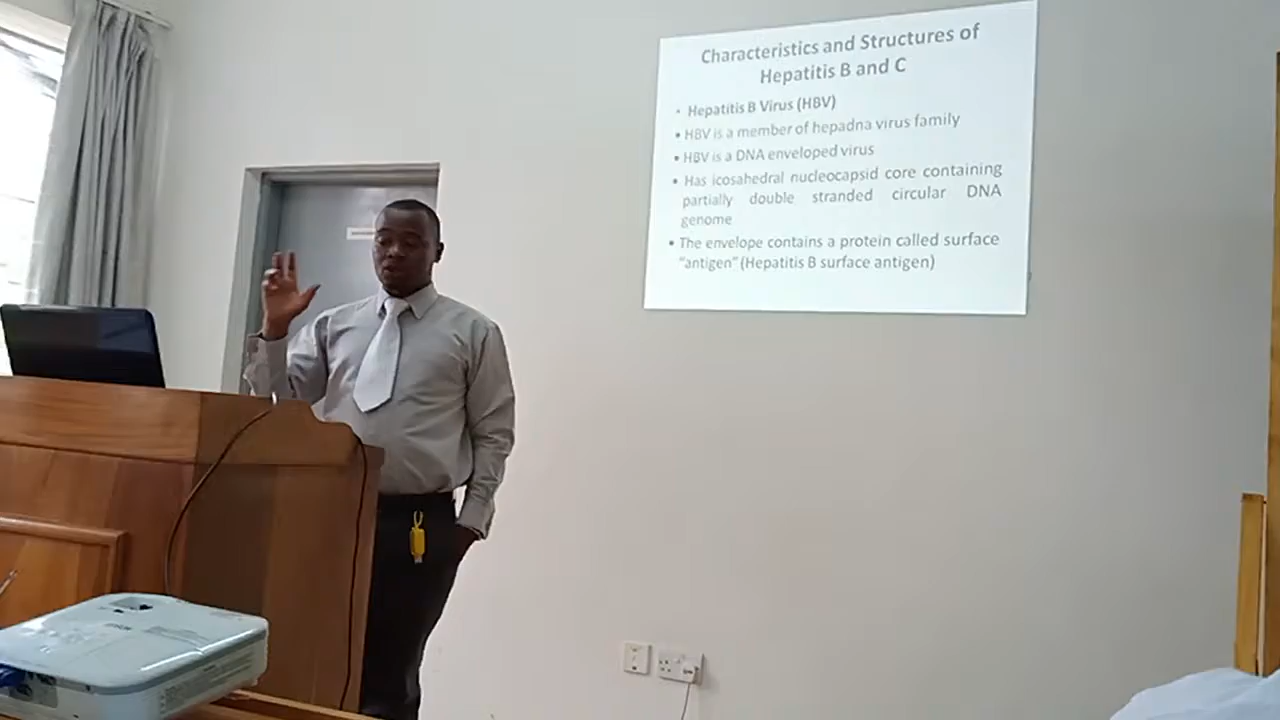 Characteristics and Structures of
Hepatitis B and C
• Hepatitis B Virus (HBV)
• HBV is a member of hepadna virus family
• HBV is a DNA enveloped virus
• Has icosahedral nucleocapsid core containing
partially double stranded circular DNA
genome
• The envelope contains a protein called surface
"antigen" (Hepatitis B surface antigen)